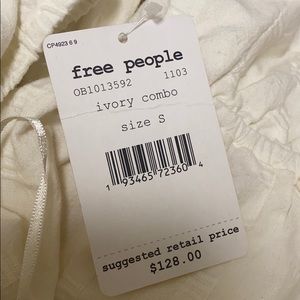 CP4923 6 9
free people
OB1013592 1103
ivory combo
size S
1 93465 72360 4
suggested retail price
$128.00